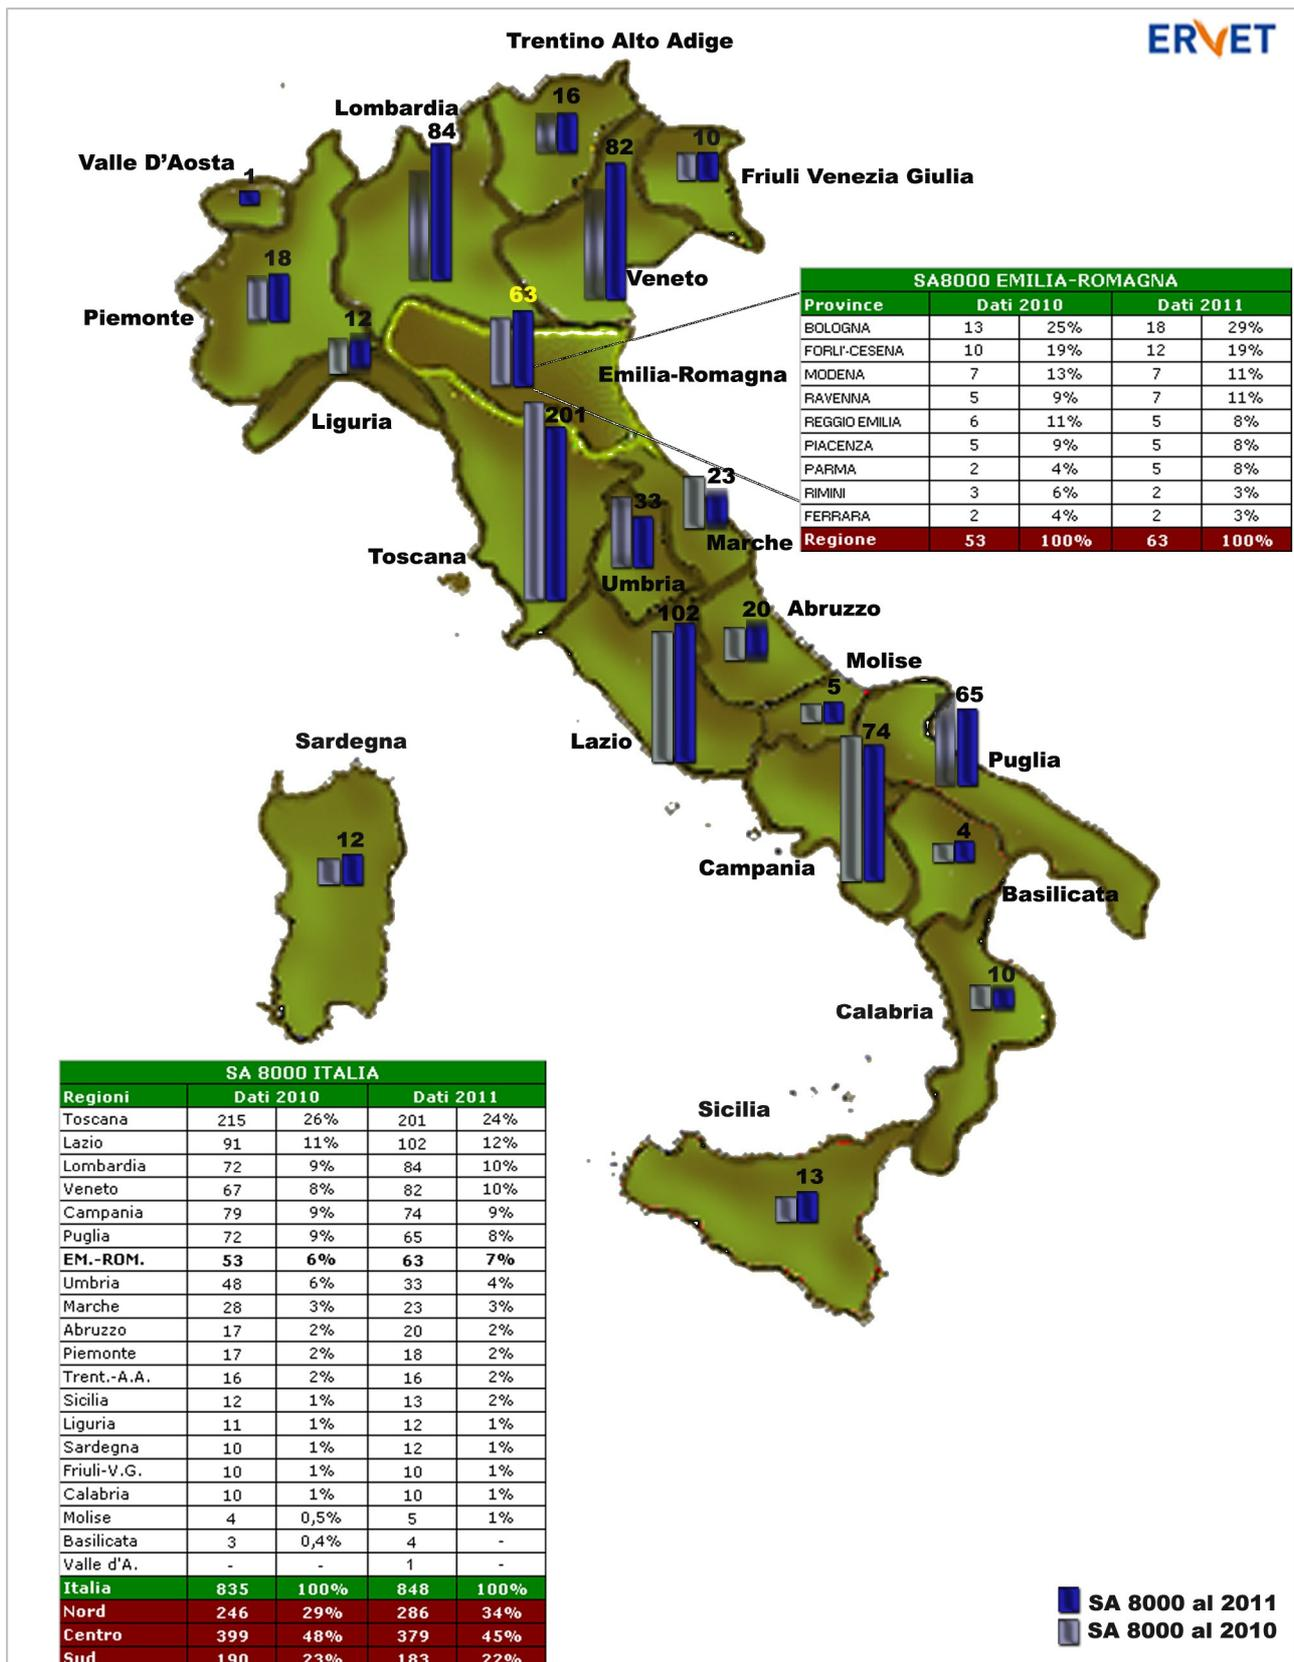 ERVET
Trentino Alto Adige
16
Lombardia
84
10
82
Valle D'Aosta
1
Friuli Venezia Giulia
18
Veneto
63
Piemonte
12
Emilia-Romagna
201
Liguria
23
33
Marche
Toscana
Umbria
102
20
Abruzzo
Molise
5
65
74
Lazio
Puglia
Sardegna
12
4
Campania
Basilicata
10
Calabria
Sicilia
13
SA8000 EMILIA-ROMAGNA
Province Dati 2010 Dati 2011
BOLOGNA 13 25% 18 29%
FORLI'-CESENA 10 19% 12 19%
MODENA 7 13% 7 11%
RAVENNA 5 9% 7 11%
REGGIO EMILIA 6 11% 5 8%
PIACENZA 5 9% 5 8%
PARMA 2 4% 5 8%
RIMINI 3 6% 2 3%
FERRARA 2 4% 2 3%
Regione 53 100% 63 100%
SA 8000 ITALIA
Regioni Dati 2010 Dati 2011
Toscana 215 26% 201 24%
Lazio 91 11% 102 12%
Lombardia 72 9% 84 10%
Veneto 67 8% 82 10%
Campania 79 9% 74 9%
Puglia 72 9% 65 8%
EM.-ROM. 53 6% 63 7%
Umbria 48 6% 33 4%
Marche 28 3% 23 3%
Abruzzo 17 2% 20 2%
Piemonte 17 2% 18 2%
Trent.-A.A. 16 2% 16 2%
Sicilia 12 1% 13 2%
Liguria 11 1% 12 1%
Sardegna 10 1% 12 1%
Friuli-V.G. 10 1% 10 1%
Calabria 10 1% 10 1%
Molise 4 0,5% 5 1%
Basilicata 3 0,4% 4 -
Valle d'A. - - 1 -
Italia 835 100% 848 100%
Nord 246 29% 286 34%
Centro 399 48% 379 45%
Sud 190 23% 183 22%
SA 8000 al 2011
SA 8000 al 2010